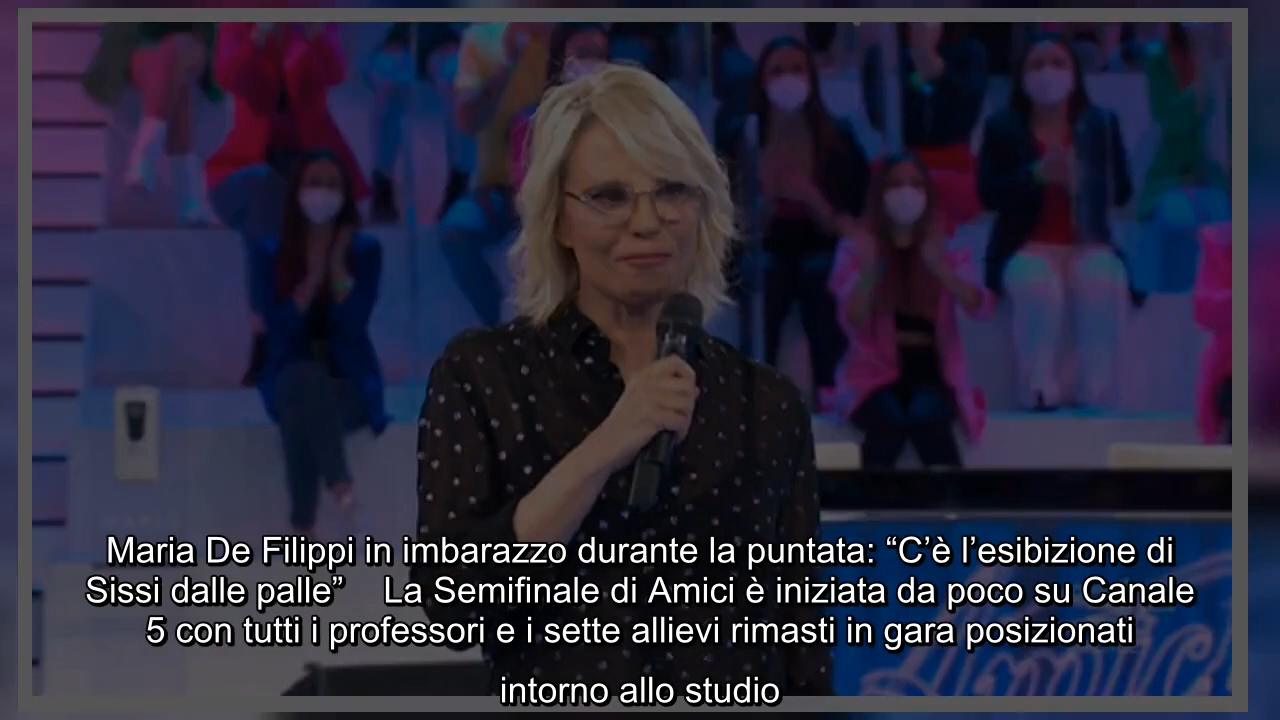 Maria De Filippi in imbarazzo durante la puntata: “C’è l’esibizione di
Sissi dalle palle” La Semifinale di Amici è iniziata da poco su Canale
5 con tutti i professori e i sette allievi rimasti in gara posizionati
intorno allo studio